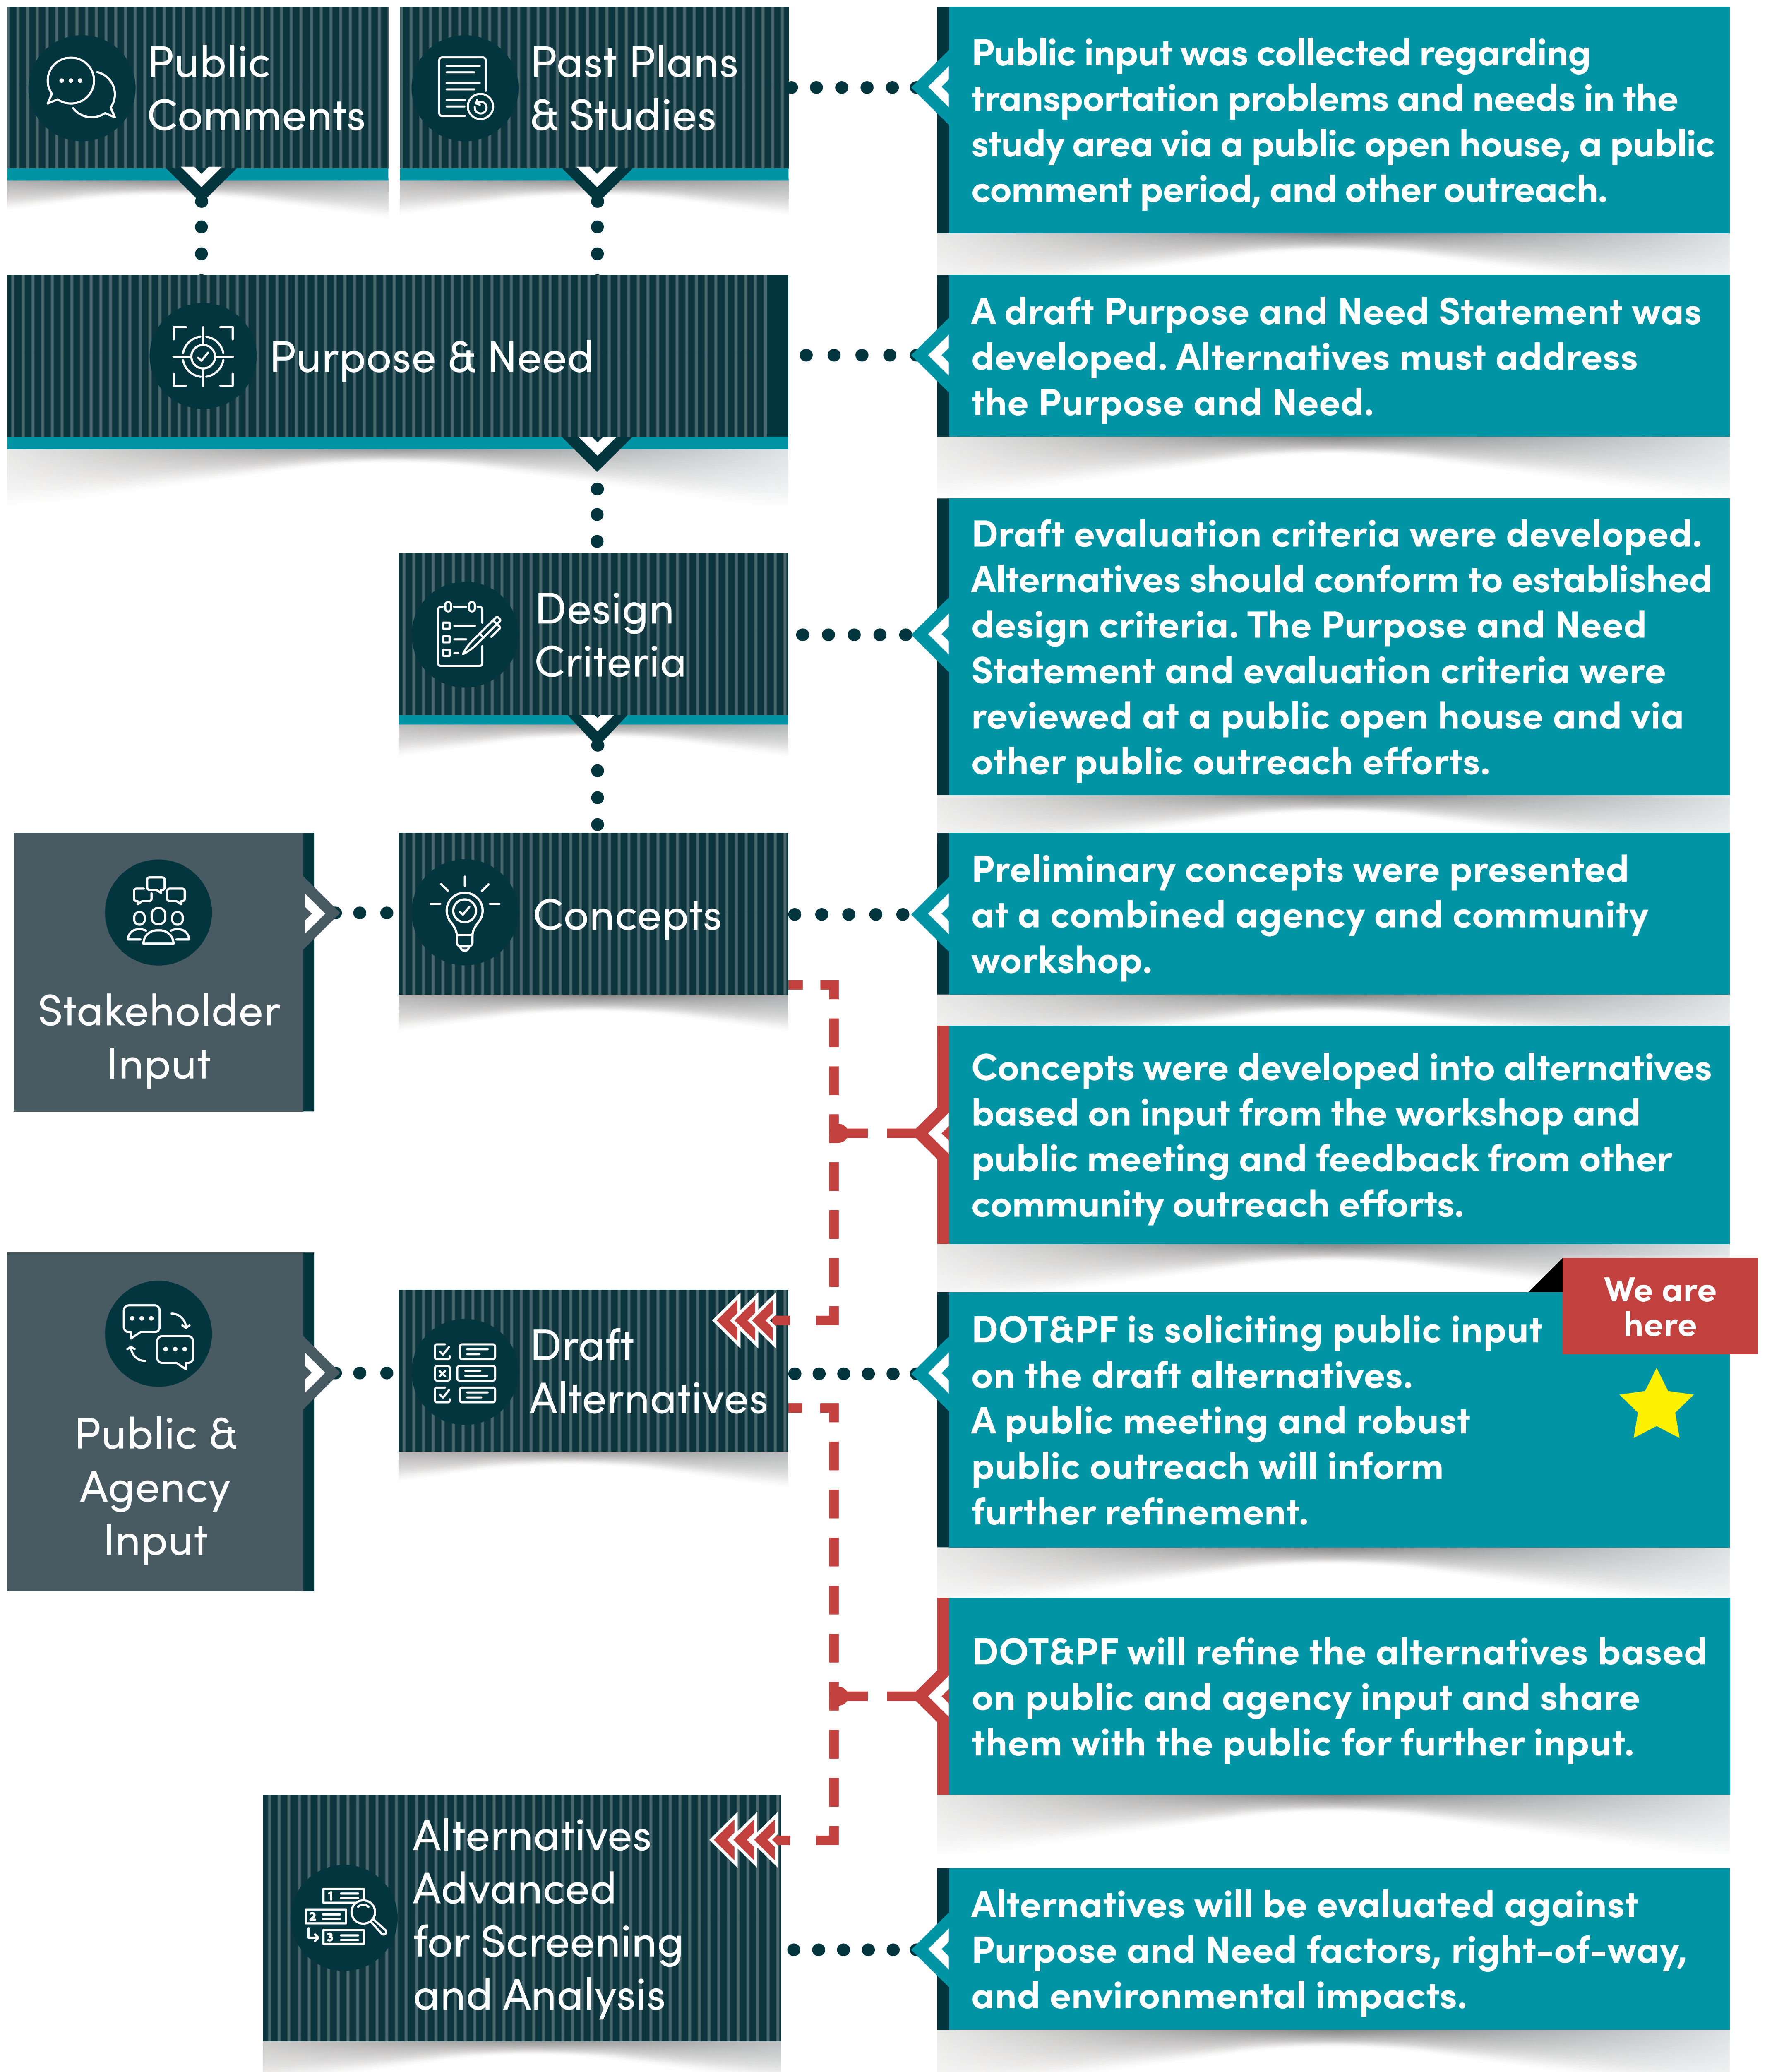 Public
Comments
Past Plans
& Studies
Public input was collected regarding
transportation problems and needs in the
study area via a public open house, a public
comment period, and other outreach.
Purpose & Need
A draft Purpose and Need Statement was
developed. Alternatives must address
the Purpose and Need.
Design
Criteria
Draft evaluation criteria were developed.
Alternatives should conform to established
design criteria. The Purpose and Need
Statement and evaluation criteria were
reviewed at a public open house and via
other public outreach efforts.
Stakeholder
Input
Concepts
Preliminary concepts were presented
at a combined agency and community
workshop.
Concepts were developed into alternatives
based on input from the workshop and
public meeting and feedback from other
community outreach efforts.
Public &
Agency
Input
Draft
Alternatives
We are
here
DOT&PF is soliciting public input
on the draft alternatives.
A public meeting and robust
public outreach will inform
further refinement.
DOT&PF will refine the alternatives based
on public and agency input and share
them with the public for further input.
1
2
3
Alternatives
Advanced
for Screening
and Analysis
Alternatives will be evaluated against
Purpose and Need factors, right-of-way,
and environmental impacts.